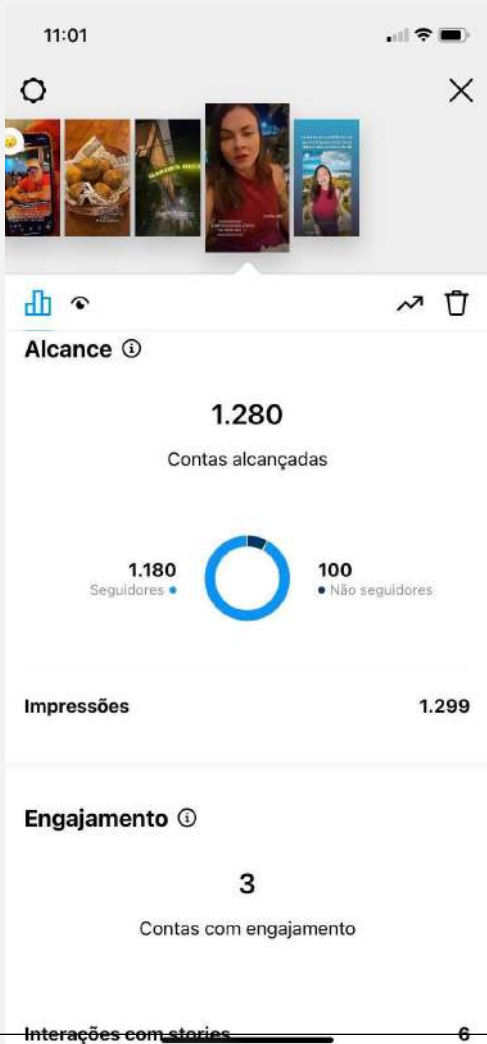 11:01
Alcance
1.280
Contas alcançadas
1.180
Seguidores
100
Não seguidores
Impressões 1.299
Engajamento
3
Contas com engajamento
Interações com stories 6